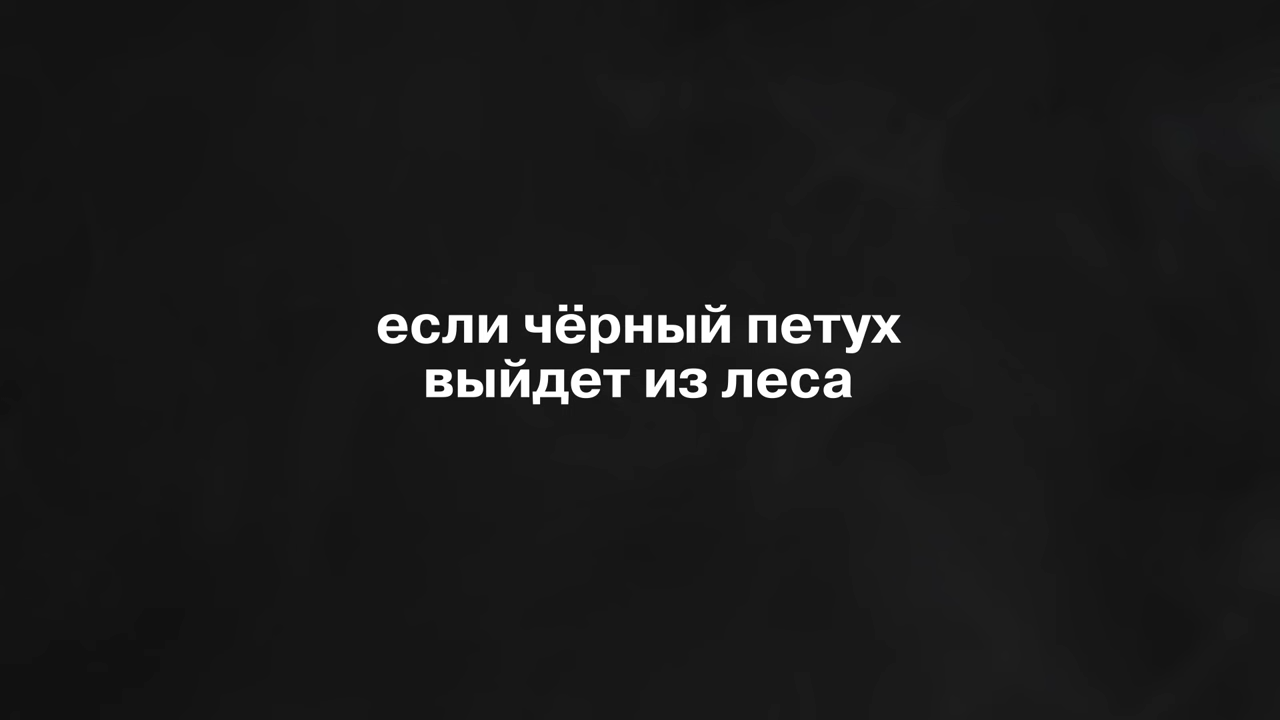 если чёрный петух
выйдет из леса